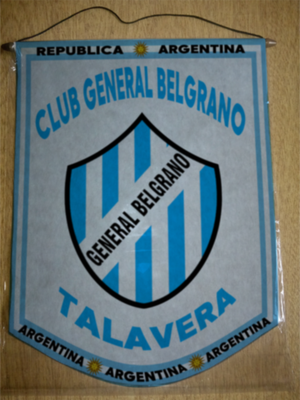 REPUBLICA ARGENTINA
CLUB GENERAL BELGRANO
GENERAL BELGRANO
TALAVERA
ARGENTINA ARGENTINA ARGENTINA